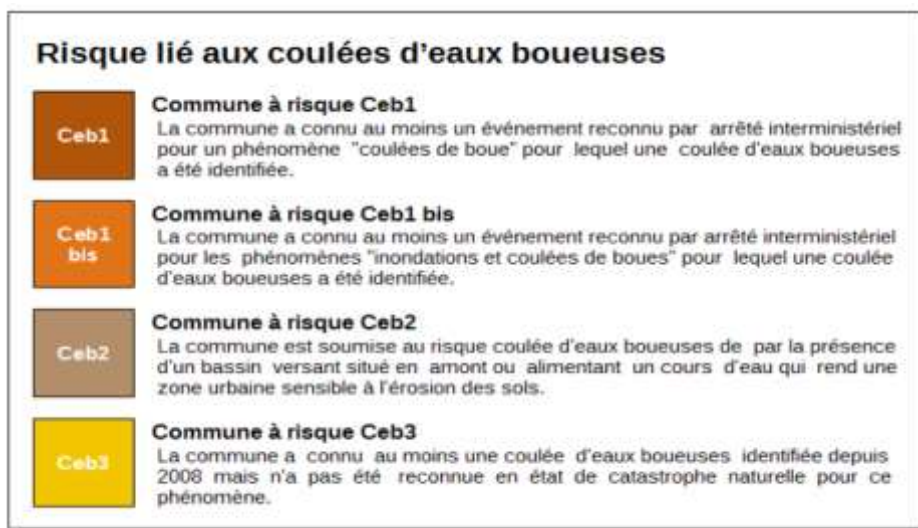 Risque lié aux coulées d'eaux boueuses
Ceb1
Commune à risque Ceb1
La commune a connu au moins un événement reconnu par arrêté interministériel
pour un phénomène "coulées de boue" pour lequel une coulée d'eaux boueuses
a été identifiée.
Ceb1
bis
Commune à risque Ceb1 bis
La commune a connu au moins un événement reconnu par arrêté interministériel
pour les phénomènes "inondations et coulées de boues" pour lequel une coulée
d'eaux boueuses a été identifiée.
Ceb2
Commune à risque Ceb2
La commune est soumise au risque coulée d'eaux boueuses de par la présence
d'un bassin versant situé en amont ou alimentant un cours d'eau qui rend une
zone urbaine sensible à l'érosion des sols.
Ceb3
Commune à risque Ceb3
La commune a connu au moins une coulée d'eaux boueuses identifiée depuis
2008 mais n'a pas été reconnue en état de catastrophe naturelle pour ce
phénomène.